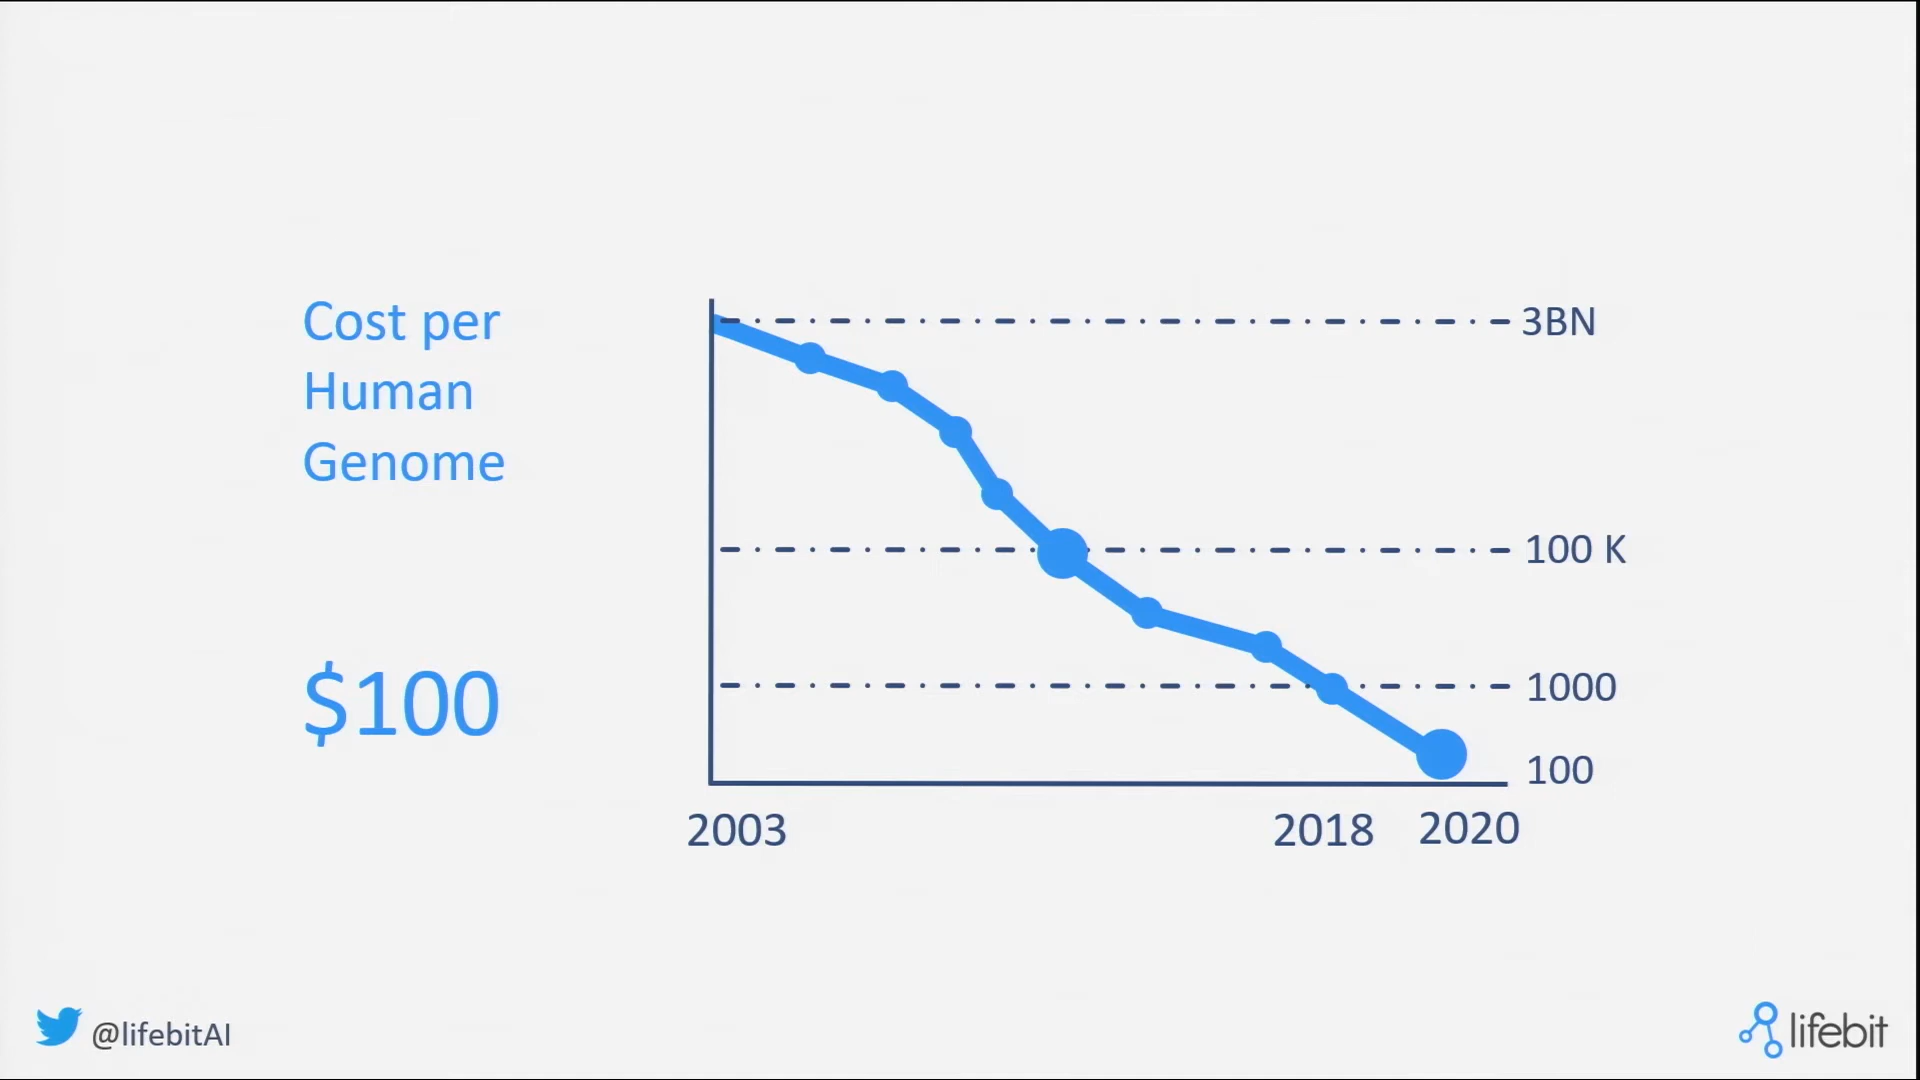 Cost per
Human
Genome
$100
3BN
100 K
1000
100
2003
2018
2020
@lifebitAI
lifebit